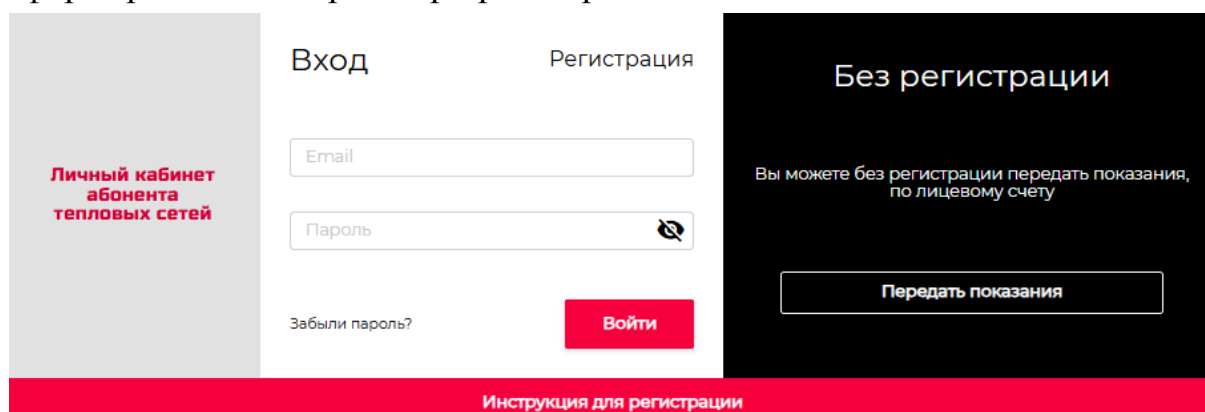 Личный кабинет
абонента
тепловых сетей
Вход
Регистрация
Email
Пароль
Забыли пароль?
Войти
Без регистрации
Вы можете без регистрации передать показания,
по лицевому счету
Передать показания
Инструкция для регистрации